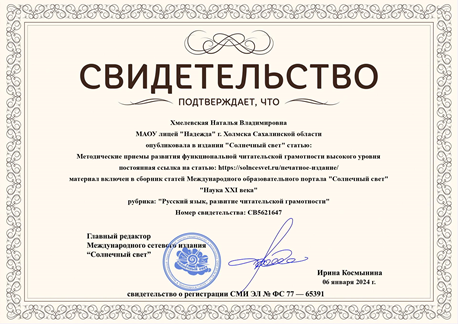 СВИДЕТЕЛЬСТВО
ПОДТВЕРЖДАЕТ, ЧТО
Хмелевская Наталья Владимировна
МАОУ лицей "Надежда" г. Холмска Сахалинской области
опубликовала в издании "Солнечный свет" статью:
Методические приемы развития функциональной читательской грамотности высокого уровня
постоянная ссылка на статью: https://solncesvet.ru/печатное-издание/
материал включен в сборник статей Международного образовательного портала "Солнечный свет"
"Наука XXI века"
рубрика: "Русский язык, развитие читательской грамотности"
Номер свидетельства: СВ5621647
Главный редактор
Международного сетевого издания
“Солнечный свет”
Ирина Космынина
06 января 2024 г.
свидетельство о регистрации СМИ ЭЛ № ФС 77 — 65391